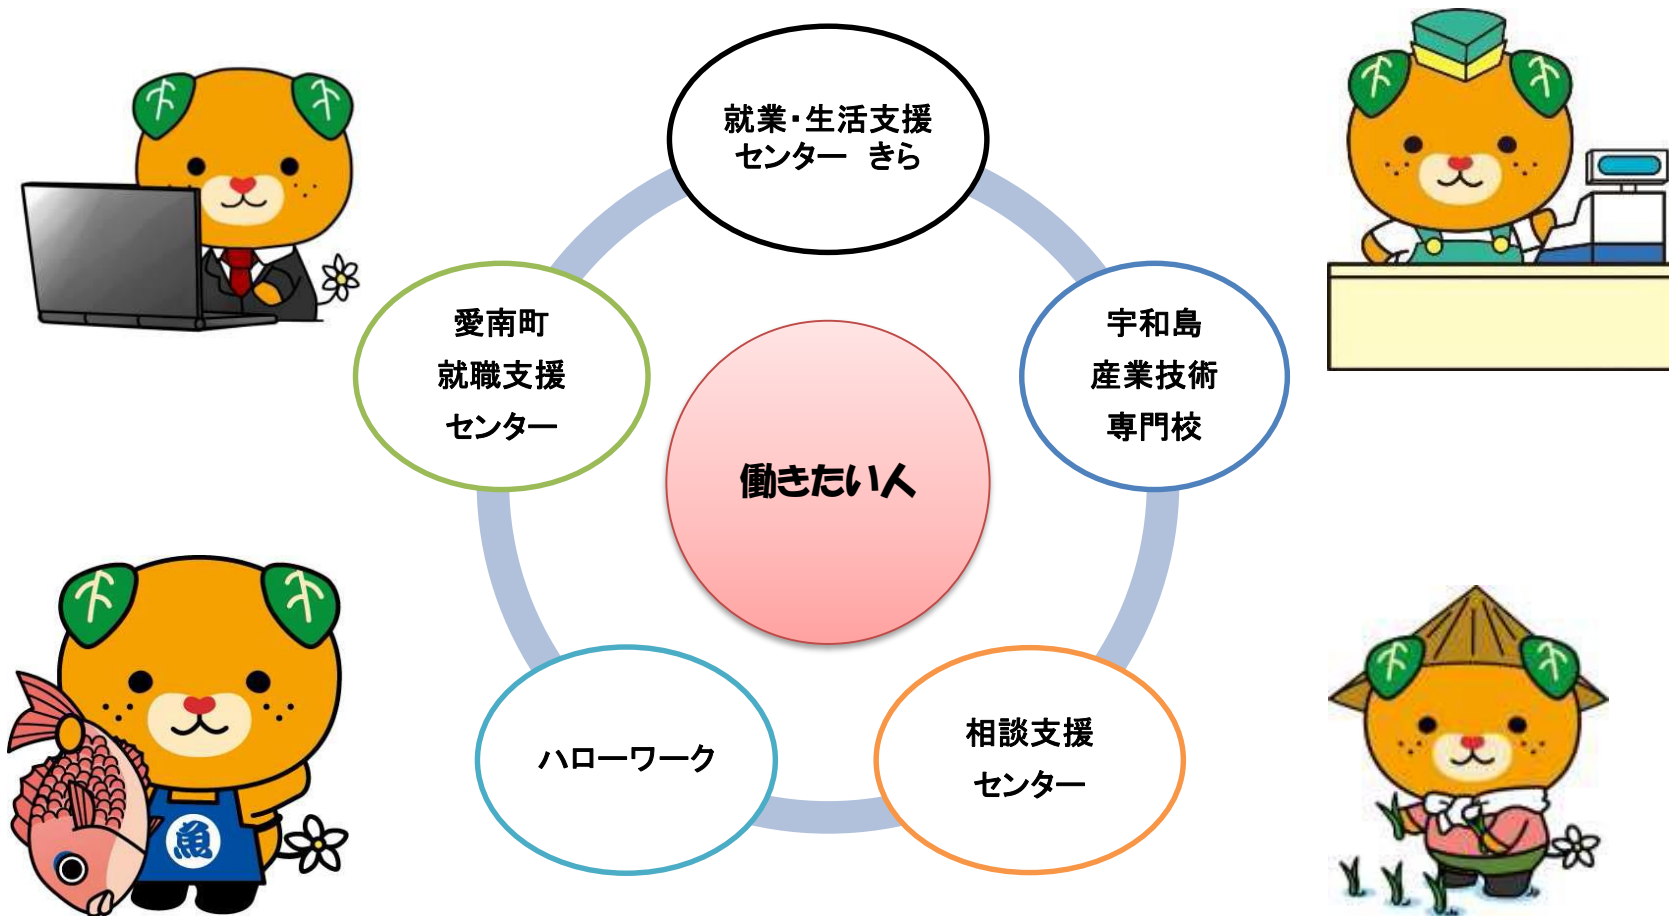 就業・生活支援
センター きら
愛南町
就職支援
センター
宇和島
産業技術
専門校
働きたい人
ハローワーク
相談支援
センター
魚